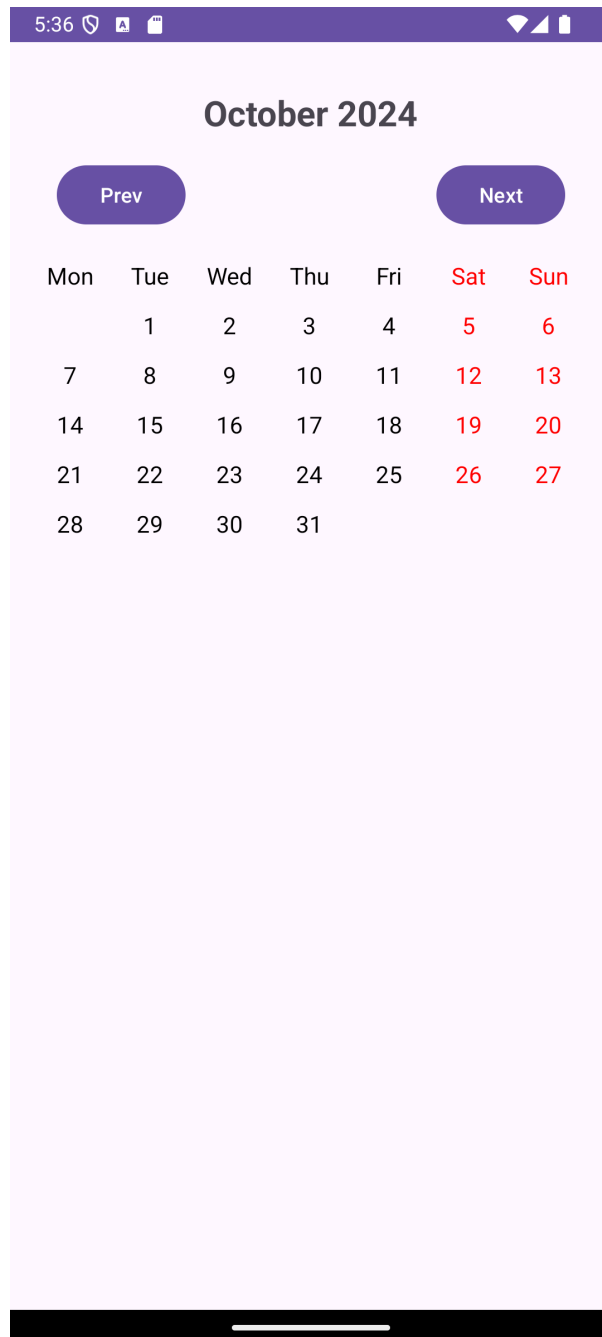 5:36
October 2024
Prev Next
Mon Tue Wed Thu Fri Sat Sun
1 2 3 4 5 6
7 8 9 10 11 12 13
14 15 16 17 18 19 20
21 22 23 24 25 26 27
28 29 30 31